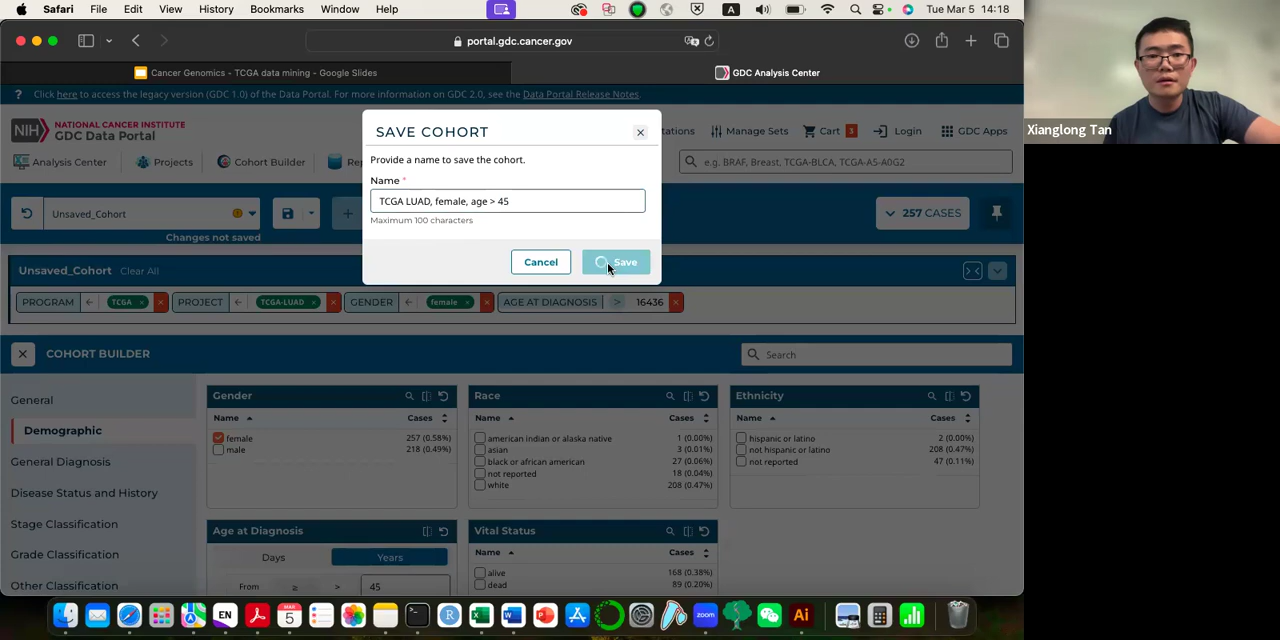 Safari File Edit View History Bookmarks Window Help A Tue Mar 5 14:18
portal.gdc.cancer.gov
Cancer Genomics - TCGA data mining - Google Slides
GDC Analysis Center
? Click here to access the legacy version (GDC 1.0) of the Data Portal. For more information on GDC 2.0, see the Data Portal Release Notes.
NIH NATIONAL CANCER INSTITUTE
GDC Data Portal
Manage Sets Cart 3 Login GDC Apps
Analysis Center Projects Cohort Builder
e.g. BRAF, Breast, TCGA-BLCA, TCGA-A5-A0G2
SAVE COHORT
Provide a name to save the cohort.
Name *
TCGA LUAD, female, age > 45
Maximum 100 characters
Cancel Save
Unsaved_Cohort
Changes not saved
257 CASES
Unsaved_Cohort Clear All
PROGRAM TCGA PROJECT TCGA-LUAD GENDER female AGE AT DIAGNOSIS > 16436
COHORT BUILDER
Search
General
Demographic
General Diagnosis
Disease Status and History
Stage Classification
Grade Classification
Other Classification
Gender
Name Cases
female 257 (0.58%)
male 218 (0.49%)
Race
Name Cases
american indian or alaska native 1 (0.00%)
asian 3 (0.01%)
black or african american 27 (0.06%)
not reported 18 (0.04%)
white 208 (0.47%)
Ethnicity
Name Cases
hispanic or latino 2 (0.00%)
not hispanic or latino 208 (0.47%)
not reported 47 (0.11%)
Age at Diagnosis
Days Years
From ≥ > 45
Vital Status
Name Cases
alive 168 (0.38%)
dead 89 (0.20%)
Xianglong Tan
EN
MAR
5
R
zoom
Ai